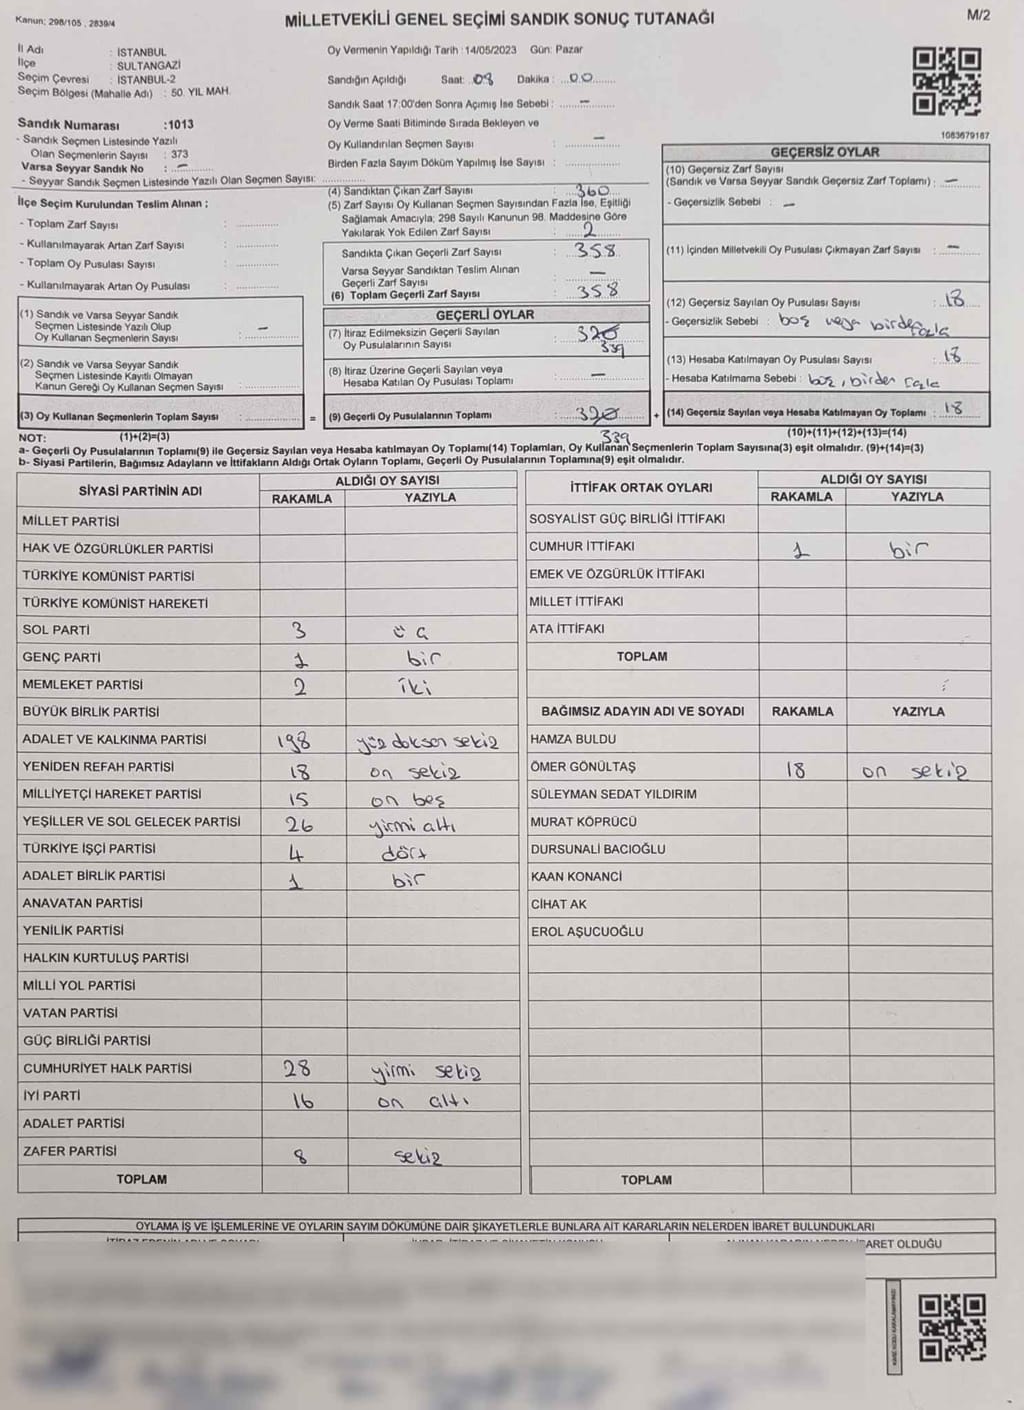 Kanun; 298/105 , 2839/4
MİLLETVEKİLİ GENEL SEÇİMİ SANDIK SONUÇ TUTANAĞI
M/2
İl Adı : İSTANBUL
İlçe : SULTANGAZİ
Seçim Çevresi : İSTANBUL-2
Seçim Bölgesi (Mahalle Adı) : 50. YIL MAH.
Sandık Numarası :1013
- Sandık Seçmen Listesinde Yazılı
Olan Seçmenlerin Sayısı : 373
Varsa Seyyar Sandık No : –
- Seyyar Sandık Seçmen Listesinde Yazılı Olan Seçmen Sayısı:
Oy Vermenin Yapıldığı Tarih :14/05/2023 Gün: Pazar
Sandığın Açıldığı Saat: 08 Dakika : 00
Sandık Saat 17:00'den Sonra Açımış İse Sebebi : –
Oy Verme Saati Bitiminde Sırada Bekleyen ve
Oy Kullandırılan Seçmen Sayısı : –
Birden Fazla Sayım Döküm Yapılmış İse Sayısı :
1083679187
İlçe Seçim Kurulundan Teslim Alınan ;
- Toplam Zarf Sayısı :
- Kullanılmayarak Artan Zarf Sayısı :
- Toplam Oy Pusulası Sayısı :
- Kullanılmayarak Artan Oy Pusulası :
(4) Sandıktan Çıkan Zarf Sayısı : 360
(5) Zarf Sayısı Oy Kullanan Seçmen Sayısından Fazla İse, Eşitliği
Sağlamak Amacıyla; 298 Sayılı Kanunun 98. Maddesine Göre
Yakılarak Yok Edilen Zarf Sayısı : 2
Sandıkta Çıkan Geçerli Zarf Sayısı : 358
Varsa Seyyar Sandıktan Teslim Alınan
Geçerli Zarf Sayısı : –
(6) Toplam Geçerli Zarf Sayısı : 358
GEÇERSİZ OYLAR
(10) Geçersiz Zarf Sayısı
(Sandık ve Varsa Seyyar Sandık Geçersiz Zarf Toplamı) : –
- Geçersizlik Sebebi : –
(11) İçinden Milletvekili Oy Pusulası Çıkmayan Zarf Sayısı : –
(12) Geçersiz Sayılan Oy Pusulası Sayısı : 18
- Geçersizlik Sebebi : boş veya birden fazla
(13) Hesaba Katılmayan Oy Pusulası Sayısı : 18
- Hesaba Katılmama Sebebi : boş, birden fazla
(14) Geçersiz Sayılan veya Hesaba Katılmayan Oy Toplamı : 18
(10)+(11)+(12)+(13)=(14)
(1) Sandık ve Varsa Seyyar Sandık
Seçmen Listesinde Yazılı Olup
Oy Kullanan Seçmenlerin Sayısı : –
(2) Sandık ve Varsa Seyyar Sandık
Seçmen Listesinde Kayıtlı Olmayan
Kanun Gereği Oy Kullanan Seçmen Sayısı :
(3) Oy Kullanan Seçmenlerin Toplam Sayısı : =
GEÇERLİ OYLAR
(7) İtiraz Edilmeksizin Geçerli Sayılan
Oy Pusulalarının Sayısı : 320 339
(8) İtiraz Üzerine Geçerli Sayılan veya
Hesaba Katılan Oy Pusulası Toplamı : –
(9) Geçerli Oy Pusulalarının Toplamı : 320 +
339
NOT: (1)+(2)=(3)
a- Geçerli Oy Pusulalarının Toplamı(9) ile Geçersiz Sayılan veya Hesaba katılmayan Oy Toplamı(14) Toplamları, Oy Kullanan Seçmenlerin Toplam Sayısına(3) eşit olmalıdır. (9)+(14)=(3)
b- Siyasi Partilerin, Bağımsız Adayların ve İttifakların Aldığı Ortak Oyların Toplamı, Geçerli Oy Pusulalarının Toplamına(9) eşit olmalıdır.
SİYASİ PARTİNİN ADI ALDIĞI OY SAYISI
RAKAMLA YAZIYLA
MİLLET PARTİSİ
HAK VE ÖZGÜRLÜKLER PARTİSİ
TÜRKİYE KOMÜNİST PARTİSİ
TÜRKİYE KOMÜNİST HAREKETİ
SOL PARTİ 3 üç
GENÇ PARTİ 1 bir
MEMLEKET PARTİSİ 2 iki
BÜYÜK BİRLİK PARTİSİ
ADALET VE KALKINMA PARTİSİ 198 yüz doksan sekiz
YENİDEN REFAH PARTİSİ 18 on sekiz
MİLLİYETÇİ HAREKET PARTİSİ 15 on beş
YEŞİLLER VE SOL GELECEK PARTİSİ 26 yirmi altı
TÜRKİYE İŞÇİ PARTİSİ 4 dört
ADALET BİRLİK PARTİSİ 1 bir
ANAVATAN PARTİSİ
YENİLİK PARTİSİ
HALKIN KURTULUŞ PARTİSİ
MİLLİ YOL PARTİSİ
VATAN PARTİSİ
GÜÇ BİRLİĞİ PARTİSİ
CUMHURİYET HALK PARTİSİ 28 yirmi sekiz
İYİ PARTİ 16 on altı
ADALET PARTİSİ
ZAFER PARTİSİ 8 sekiz
TOPLAM
İTTİFAK ORTAK OYLARI ALDIĞI OY SAYISI
RAKAMLA YAZIYLA
SOSYALİST GÜÇ BİRLİĞİ İTTİFAKI
CUMHUR İTTİFAKI 1 bir
EMEK VE ÖZGÜRLÜK İTTİFAKI
MİLLET İTTİFAKI
ATA İTTİFAKI
TOPLAM
BAĞIMSIZ ADAYIN ADI VE SOYADI RAKAMLA YAZIYLA
HAMZA BULDU
ÖMER GÖNÜLTAŞ 18 on sekiz
SÜLEYMAN SEDAT YILDIRIM
MURAT KÖPRÜCÜ
DURSUNALİ BACIOĞLU
KAAN KONANCİ
CİHAT AK
EROL AŞUCUOĞLU
TOPLAM
OYLAMA İŞ VE İŞLEMLERİNE VE OYLARIN SAYIM DÖKÜMÜNE DAİR ŞİKAYETLERLE BUNLARA AİT KARARLARIN NELERDEN İBARET BULUNDUKLARI
OLDUĞU